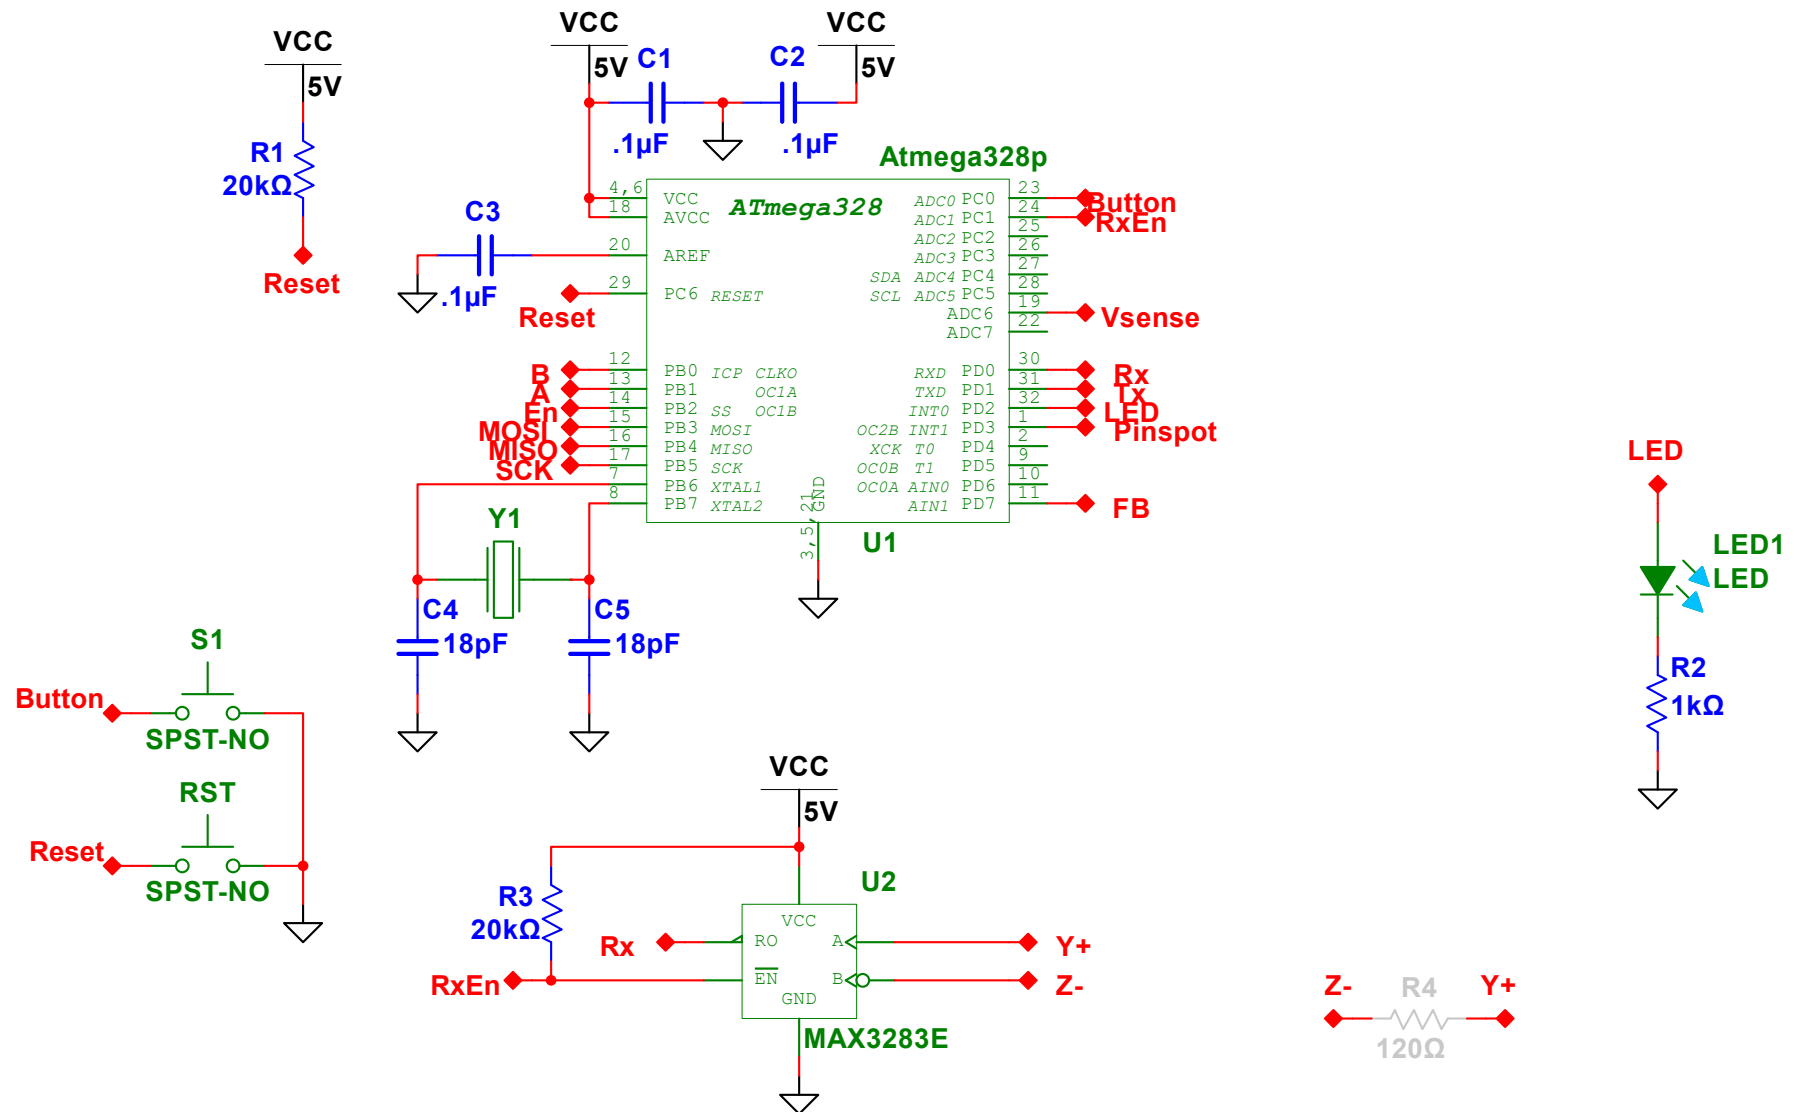 VCC
5V
R1
20kΩ
Reset
VCC
5V
C1
.1µF
C2
.1µF
VCC
5V
C3
.1µF
Reset
Atmega328p
ATmega328
4,6 VCC
18 AVCC
20 AREF
29 PC6 RESET
12 PB0 ICP CLKO
13 PB1 OC1A
14 PB2 SS OC1B
15 PB3 MOSI
16 PB4 MISO
17 PB5 SCK
7 PB6 XTAL1
8 PB7 XTAL2
B
A
En
MOSI
MISO
SCK
ADC0 PC0 23
ADC1 PC1 24
ADC2 PC2 25
ADC3 PC3 26
SDA ADC4 PC4 27
SCL ADC5 PC5 28
ADC6 19
ADC7 22
RXD PD0 30
TXD PD1 31
INT0 PD2 32
OC2B INT1 PD3 1
XCK T0 PD4 2
OC0B T1 PD5 9
OC0A AIN0 PD6 10
AIN1 PD7 11
Button
RxEn
Vsense
Rx
Tx
LED
Pinspot
FB
GND
3,5,21
U1
Y1
C4
18pF
C5
18pF
S1
Button
SPST-NO
RST
Reset
SPST-NO
VCC
5V
R3
20kΩ
U2
VCC
RO
A
EN
B
GND
MAX3283E
Rx
RxEn
Y+
Z-
LED
LED1
LED
R2
1kΩ
Z-
R4
Y+
120Ω